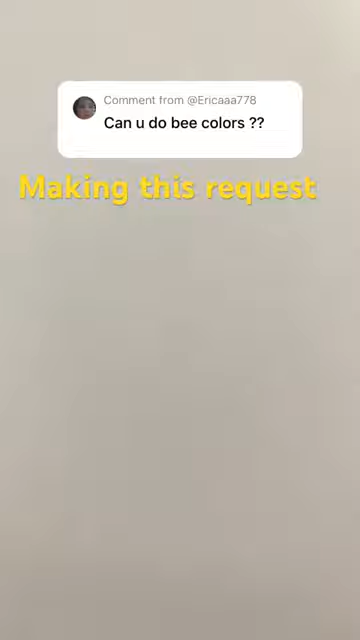 Comment from @Ericaaa778
Can u do bee colors ??
Making this request